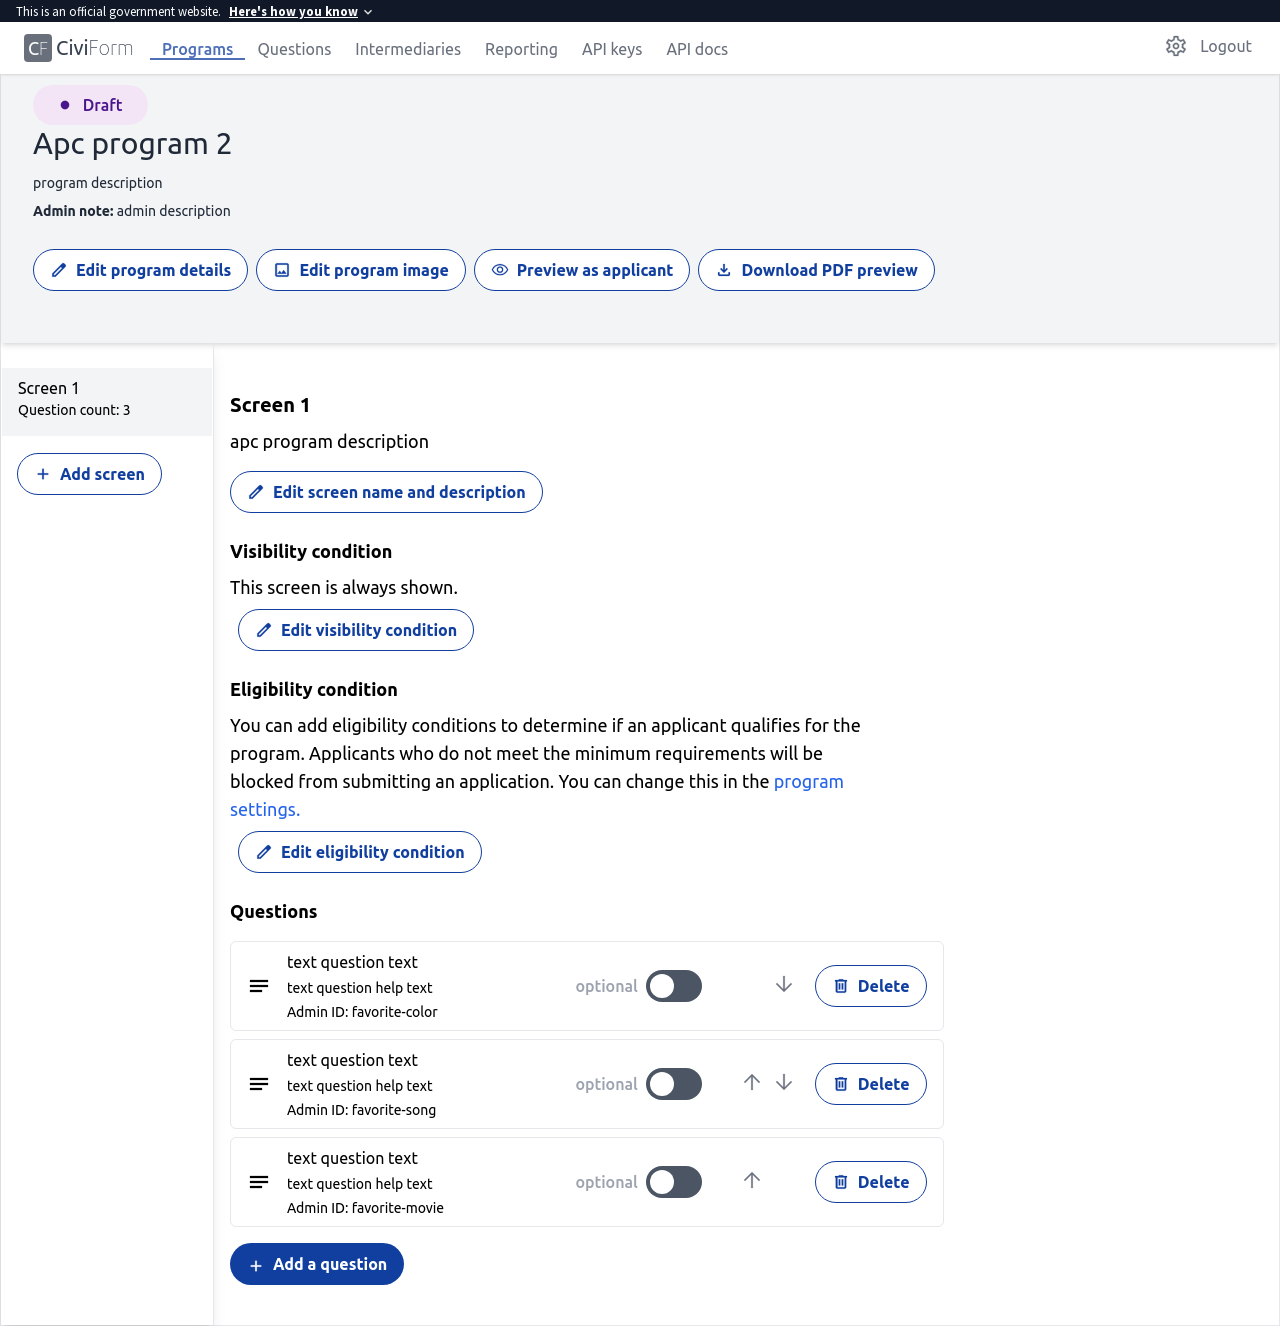 This is an official government website. Here's how you know
CF CiviForm Programs Questions Intermediaries Reporting API keys API docs Logout
Draft
Apc program 2
program description
Admin note: admin description
Edit program details Edit program image Preview as applicant Download PDF preview
Screen 1
Question count: 3
Add screen
Screen 1
apc program description
Edit screen name and description
Visibility condition
This screen is always shown.
Edit visibility condition
Eligibility condition
You can add eligibility conditions to determine if an applicant qualifies for the
program. Applicants who do not meet the minimum requirements will be
blocked from submitting an application. You can change this in the program
settings.
Edit eligibility condition
Questions
text question text
text question help text
Admin ID: favorite-color
optional
Delete
text question text
text question help text
Admin ID: favorite-song
optional
Delete
text question text
text question help text
Admin ID: favorite-movie
optional
Delete
Add a question